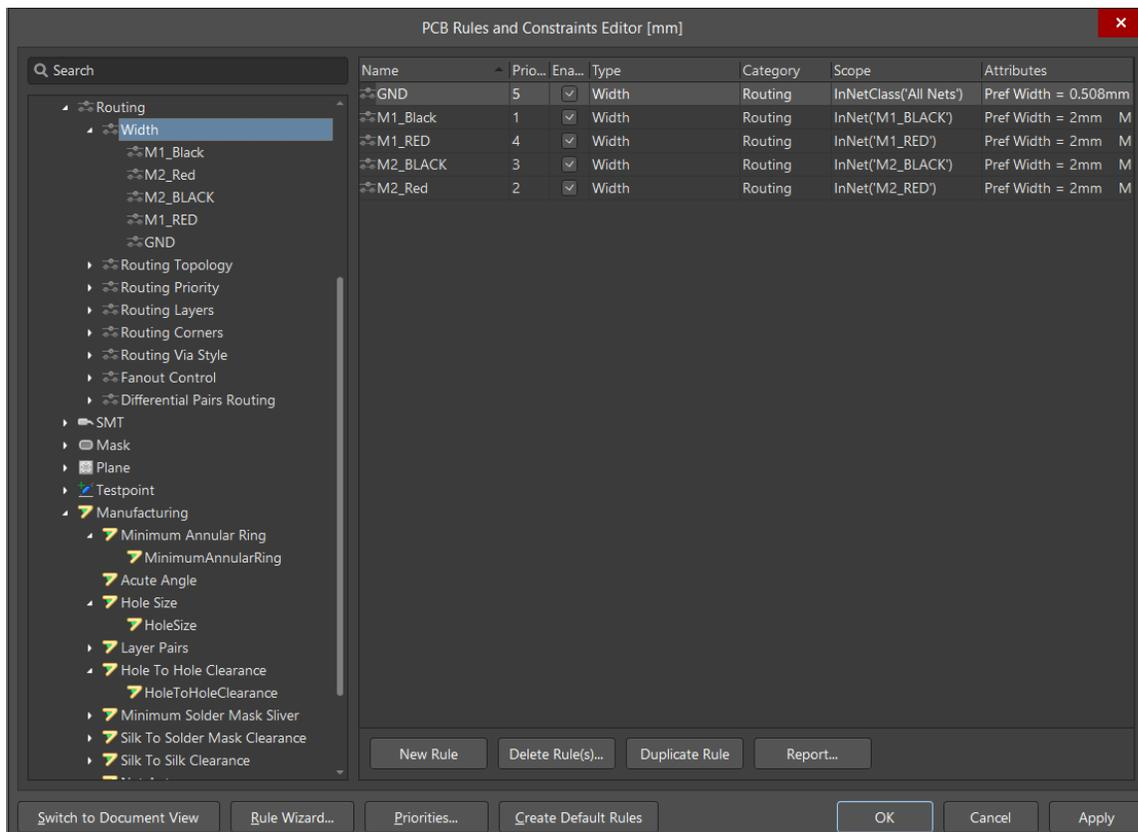 PCB Rules and Constraints Editor [mm]
Search
Routing
Width
M1_Black
M2_Red
M2_BLACK
M1_RED
GND
Routing Topology
Routing Priority
Routing Layers
Routing Corners
Routing Via Style
Fanout Control
Differential Pairs Routing
SMT
Mask
Plane
Testpoint
Manufacturing
Minimum Annular Ring
MinimumAnnularRing
Acute Angle
Hole Size
HoleSize
Layer Pairs
Hole To Hole Clearance
HoleToHoleClearance
Minimum Solder Mask Sliver
Silk To Solder Mask Clearance
Silk To Silk Clearance
Name Prio... Ena... Type Category Scope Attributes
GND 5 Width Routing InNetClass('All Nets') Pref Width = 0.508mm
M1_Black 1 Width Routing InNet('M1_BLACK') Pref Width = 2mm M
M1_RED 4 Width Routing InNet('M1_RED') Pref Width = 2mm M
M2_BLACK 3 Width Routing InNet('M2_BLACK') Pref Width = 2mm M
M2_Red 2 Width Routing InNet('M2_RED') Pref Width = 2mm M
New Rule Delete Rule(s)... Duplicate Rule Report...
Switch to Document View Rule Wizard... Priorities... Create Default Rules OK Cancel Apply